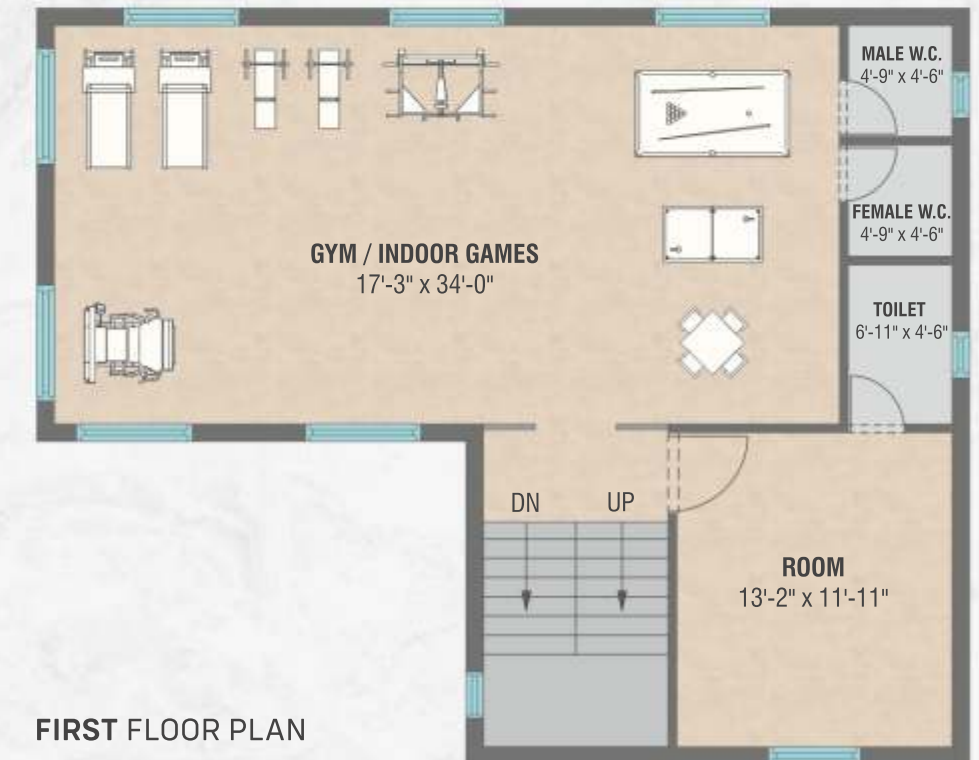 MALE W.C.
4'-9" x 4'-6"
FEMALE W.C.
4'-9" x 4'-6"
GYM / INDOOR GAMES
17'-3" x 34'-0"
TOILET
6'-11" x 4'-6"
DN UP
ROOM
13'-2" x 11'-11"
FIRST FLOOR PLAN